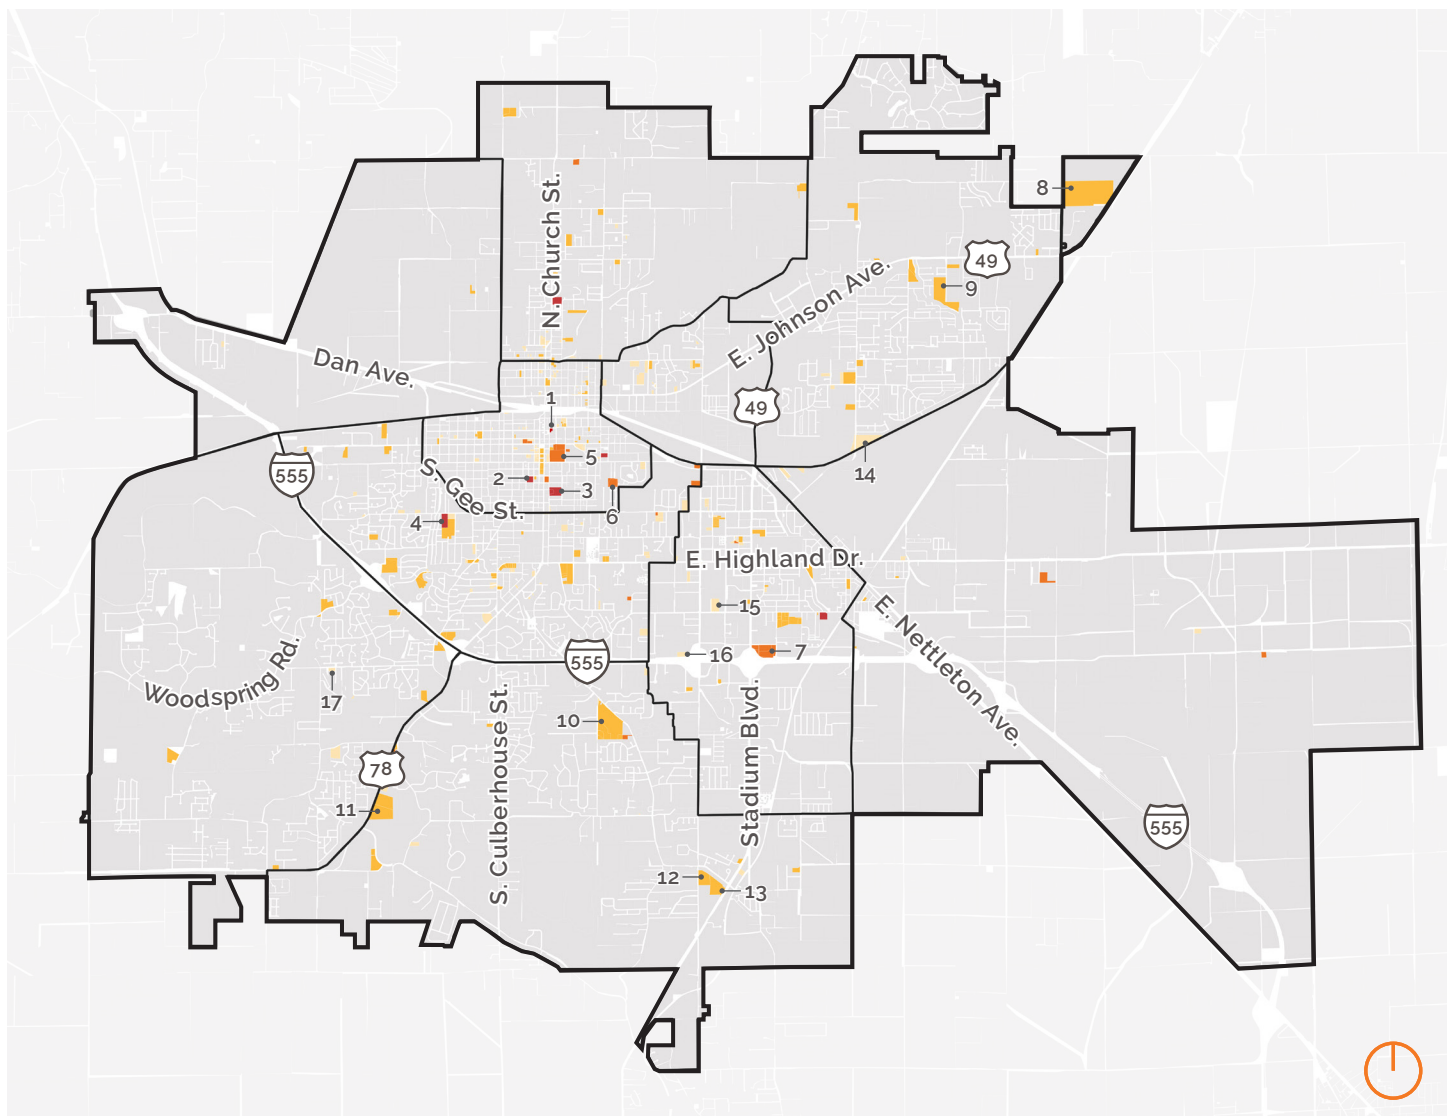 8
N. Church St.
49
E. Johnson Ave.
9
Dan Ave.
1
49
5
14
555
S. Gee St.
2
3
6
4
E. Highland Dr.
15
E. Nettleton Ave.
555
16
7
Woodspring Rd.
17
S. Culberhouse St.
10
Stadium Blvd.
78
11
555
12
13